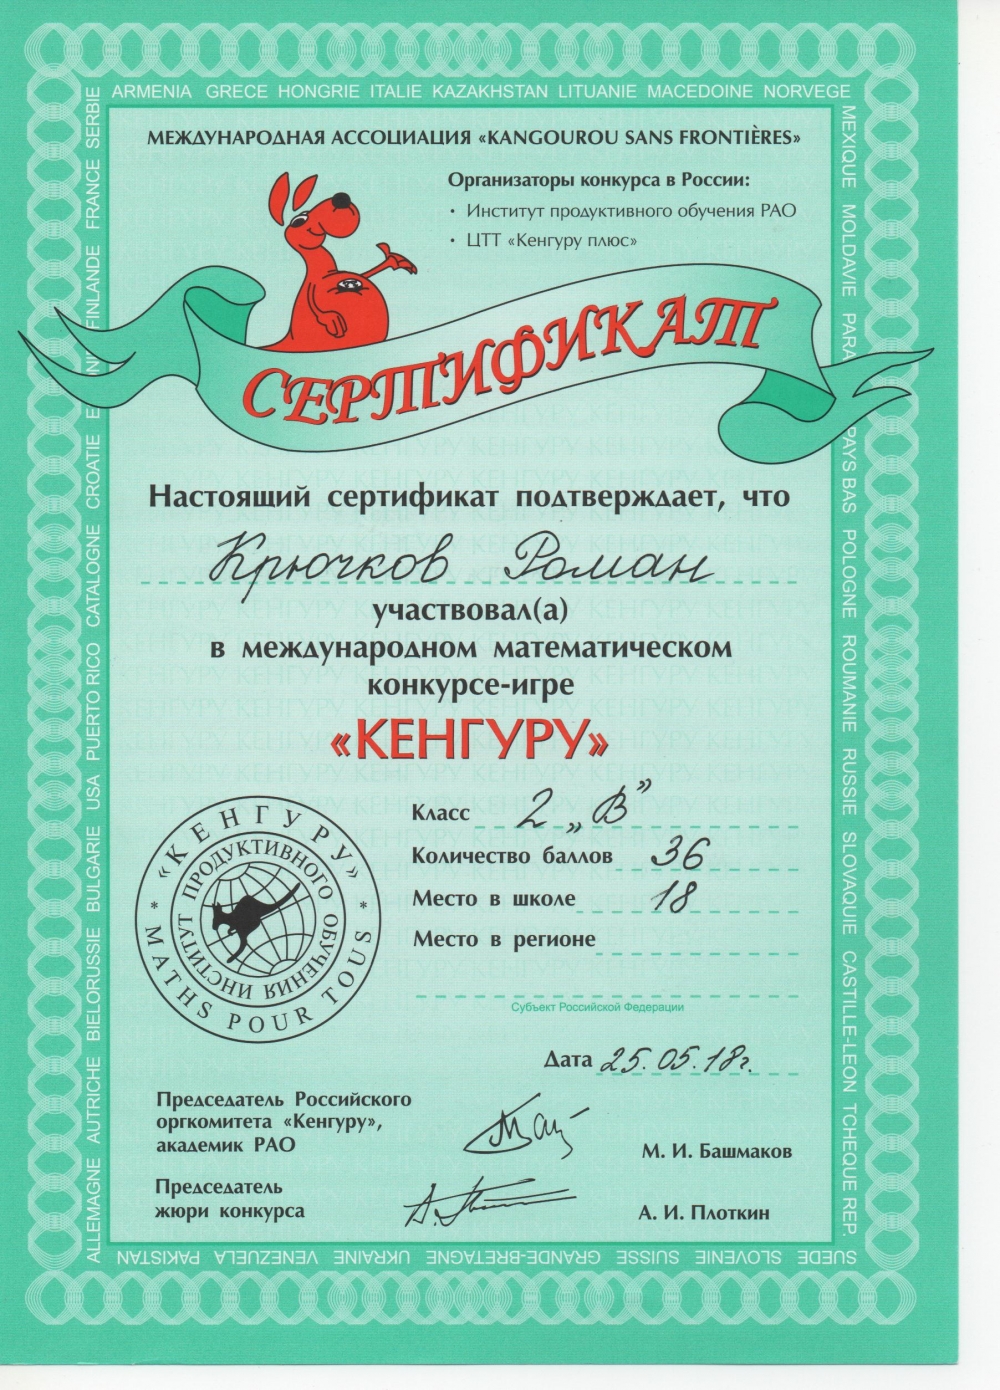 ARMENIA GRECE HONGRIE ITALIE KAZAKHSTAN LITUANIE MACEDOINE NORVEGE
МЕЖДУНАРОДНАЯ АССОЦИАЦИЯ «KANGOUROU SANS FRONTIÈRES»
Организаторы конкурса в России:
• Институт продуктивного обучения РАО
• ЦТТ «Кенгуру плюс»
СЕРТИФИКАТ
Настоящий сертификат подтверждает, что
Крючков Роман
участвовал(а)
в международном математическом
конкурсе-игре
«КЕНГУРУ»
Класс 2 „В”
Количество баллов 36
Место в школе 18
Место в регионе
Субъект Российской Федерации
Дата 25.05.18г.
«КЕНГУРУ»
* MATHS POUR TOUS *
ИНСТИТУТ ПРОДУКТИВНОГО ОБУЧЕНИЯ
Председатель Российского
оргкомитета «Кенгуру»,
академик РАО
М. И. Башмаков
Председатель
жюри конкурса
А. И. Плоткин
MEXIQUE MOLDAVIE PARA PAYS BAS POLOGNE ROUMANIE RUSSIE SLOVAQUIE CASTILLE-LEON TCHEQUE REP.
SUEDE SLOVENIE SUISSE GRANDE-BRETAGNE UKRAINE VENEZUELA PAKISTAN
ALLEMAGNE AUTRICHE BIELORUSSIE BULGARIE USA PUERTO RICO CATALOGNE CROATIE FINLANDE FRANCE SERBIE